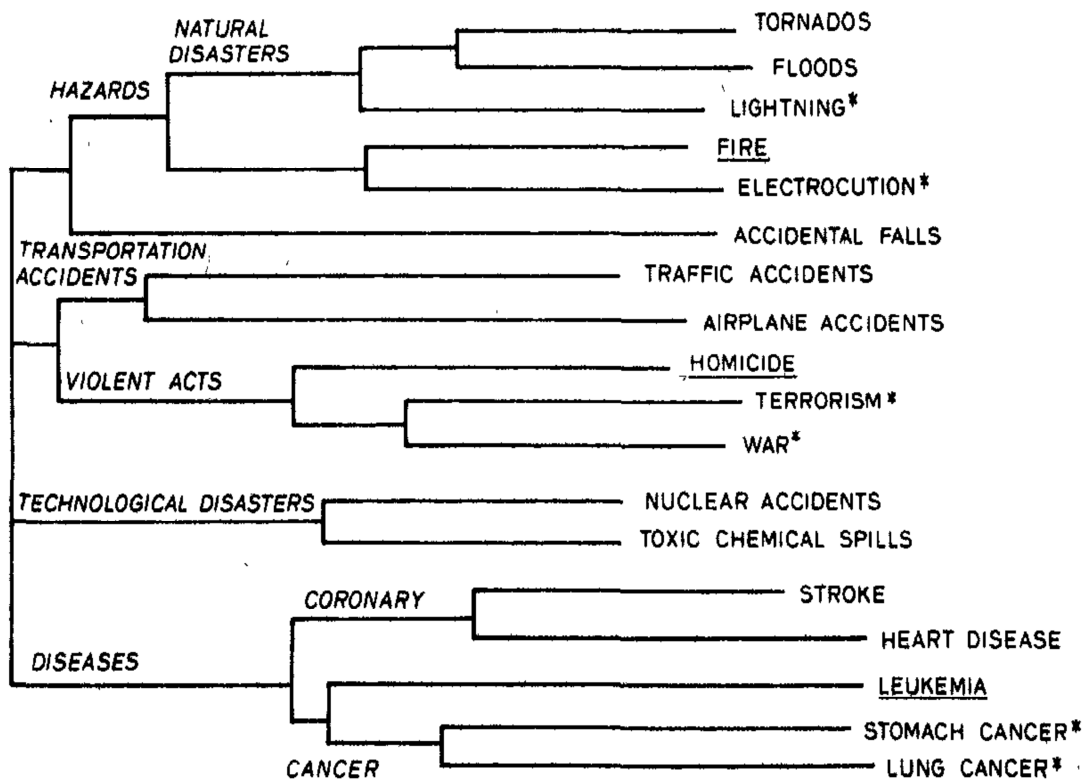 NATURAL
DISASTERS
TORNADOS
FLOODS
HAZARDS
LIGHTNING*
FIRE
ELECTROCUTION*
ACCIDENTAL FALLS
TRANSPORTATION
ACCIDENTS
TRAFFIC ACCIDENTS
AIRPLANE ACCIDENTS
HOMICIDE
VIOLENT ACTS
TERRORISM*
WAR*
TECHNOLOGICAL DISASTERS
NUCLEAR ACCIDENTS
TOXIC CHEMICAL SPILLS
CORONARY
STROKE
HEART DISEASE
DISEASES
LEUKEMIA
STOMACH CANCER*
LUNG CANCER*
CANCER